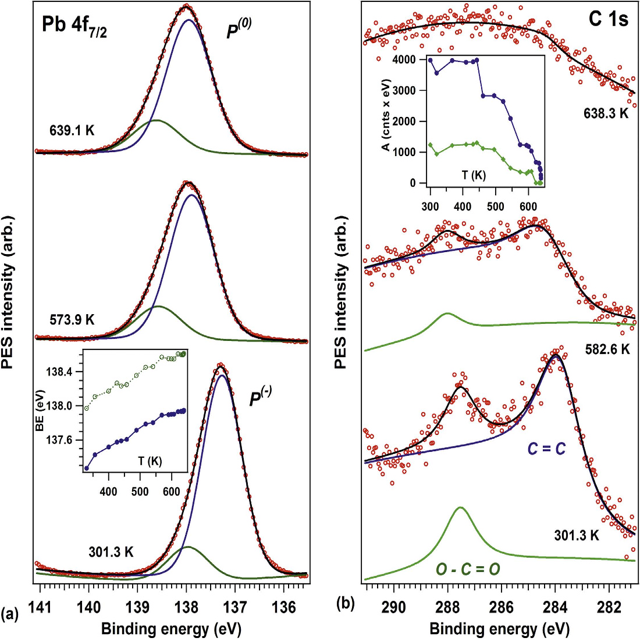 Pb 4f7/2
P(0)
639.1 K
573.9 K
BE (eV)
138.4
138.0
137.6
T (K)
400 500 600
P(-)
301.3 K
PES intensity (arb.)
141 140 139 138 137 136
Binding energy (eV)
(a)
C 1s
638.3 K
A (cnts x eV)
4000
3000
2000
1000
0
T (K)
300 400 500 600
582.6 K
C = C
301.3 K
O - C = O
PES intensity (arb.)
290 288 286 284 282
Binding energy (eV)
(b)